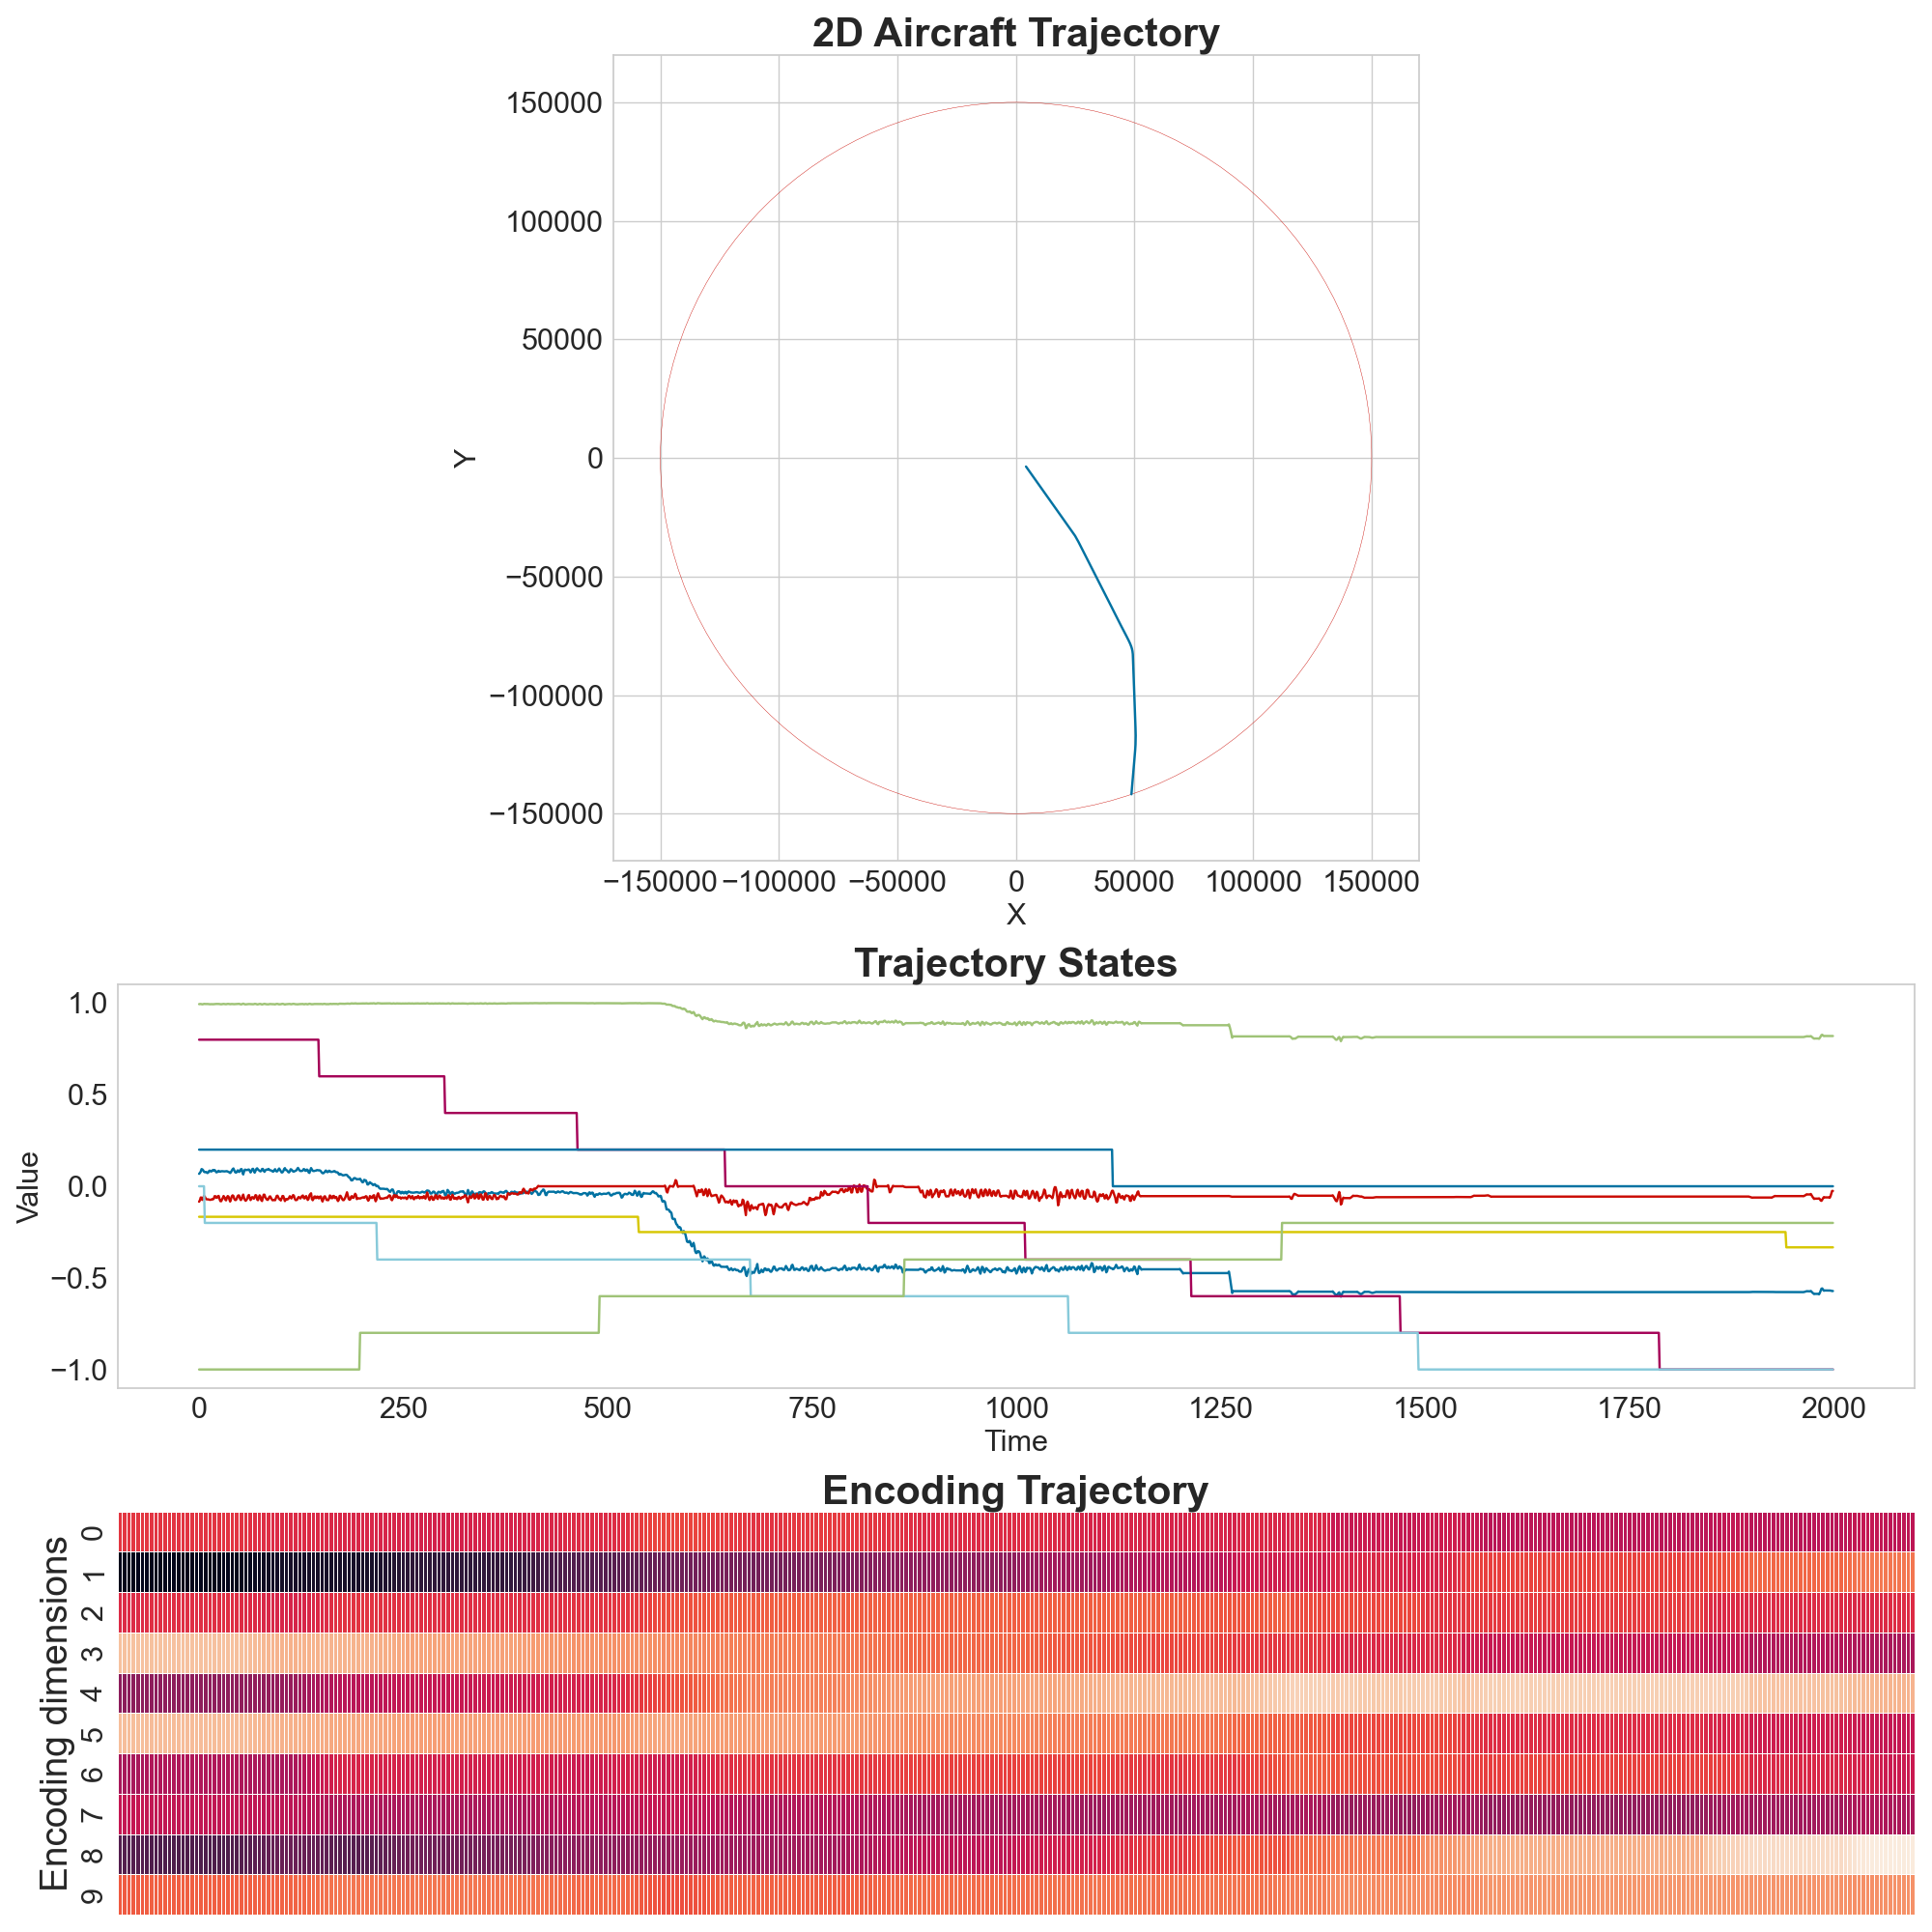 2D Aircraft Trajectory
150000
100000
50000
0
−50000
−100000
−150000
Y
−150000 −100000 −50000 0 50000 100000 150000
X
Trajectory States
1.0
0.5
0.0
−0.5
−1.0
Value
0 250 500 750 1000 1250 1500 1750 2000
Time
Encoding Trajectory
Encoding dimensions
0
1
2
3
4
5
6
7
8
9